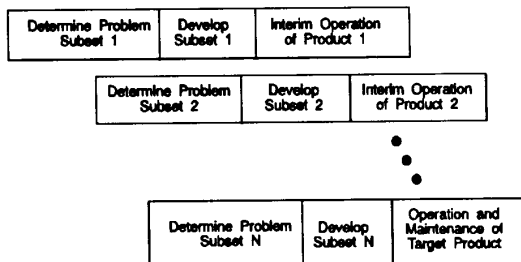 Determine Problem
Subset 1
Develop
Subset 1
Interim Operation
of Product 1
Determine Problem
Subset 2
Develop
Subset 2
Interim Operation
of Product 2
Determine Problem
Subset N
Develop
Subset N
Operation and
Maintenance of
Target Product